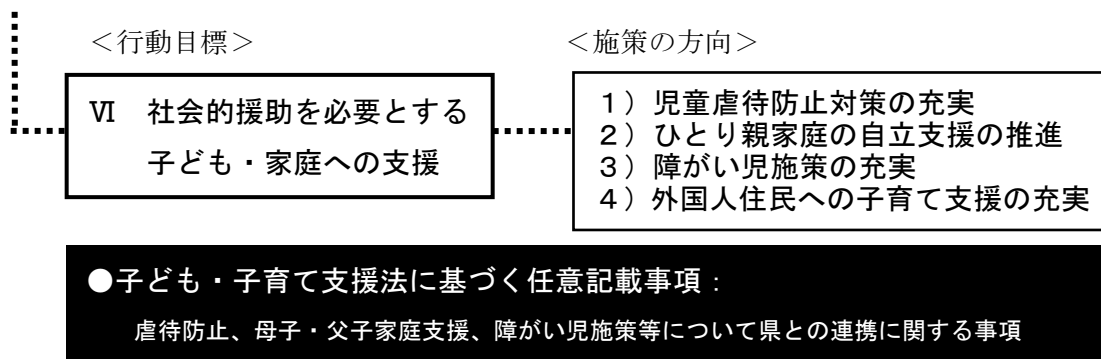 ＜行動目標＞
＜施策の方向＞
Ⅵ　社会的援助を必要とする
子ども・家庭への支援
１）児童虐待防止対策の充実
２）ひとり親家庭の自立支援の推進
３）障がい児施策の充実
４）外国人住民への子育て支援の充実
●子ども・子育て支援法に基づく任意記載事項：
虐待防止、母子・父子家庭支援、障がい児施策等について県との連携に関する事項